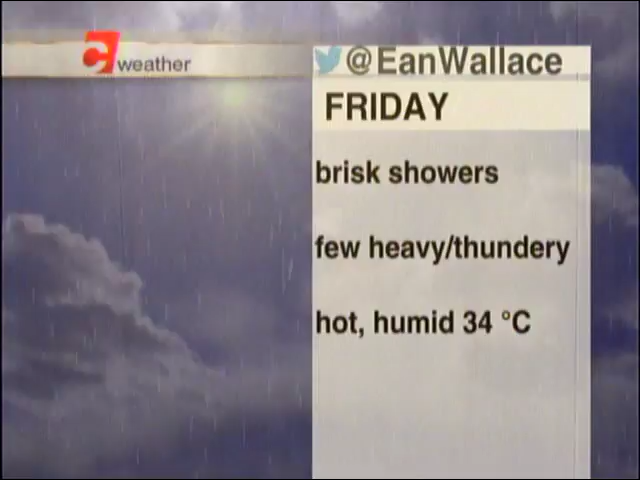 weather
@EanWallace
FRIDAY
brisk showers
few heavy/thundery
hot, humid 34 °C